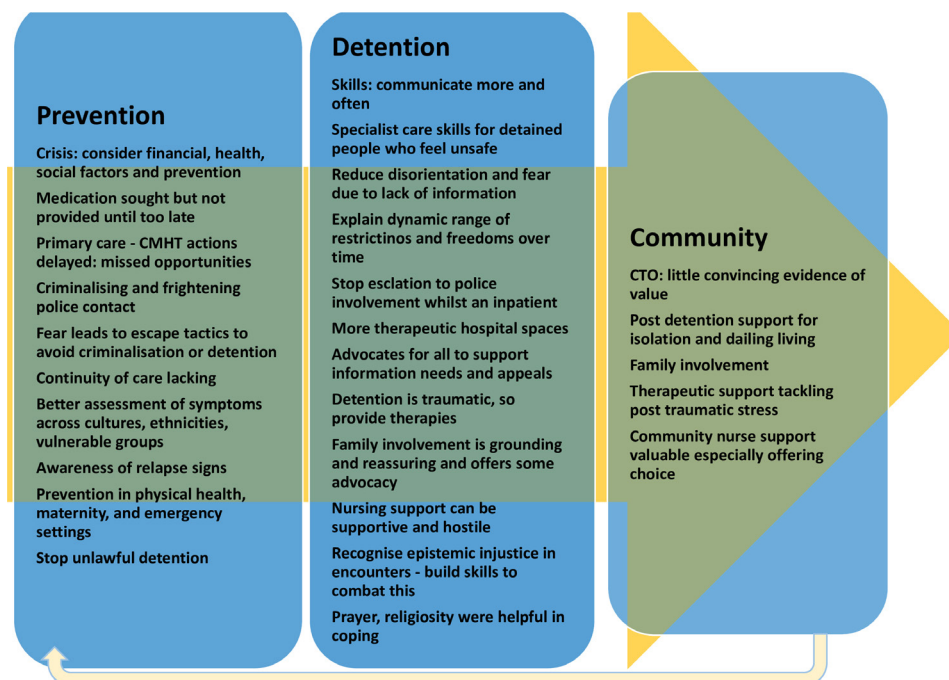 Prevention
Crisis: consider financial, health,
social factors and prevention
Medication sought but not
provided until too late
Primary care - CMHT actions
delayed: missed opportunities
Criminalising and frightening
police contact
Fear leads to escape tactics to
avoid criminalisation or detention
Continuity of care lacking
Better assessment of symptoms
across cultures, ethnicities,
vulnerable groups
Awareness of relapse signs
Prevention in physical health,
maternity, and emergency
settings
Stop unlawful detention
Detention
Skills: communicate more and
often
Specialist care skills for detained
people who feel unsafe
Reduce disorientation and fear
due to lack of information
Explain dynamic range of
restrictinos and freedoms over
time
Stop esclation to police
involvement whilst an inpatient
More therapeutic hospital spaces
Advocates for all to support
information needs and appeals
Detention is traumatic, so
provide therapies
Family involvement is grounding
and reassuring and offers some
advocacy
Nursing support can be
supportive and hostile
Recognise epistemic injustice in
encounters - build skills to
combat this
Prayer, religiosity were helpful in
coping
Community
CTO: little convincing evidence of
value
Post detention support for
isolation and dailing living
Family involvement
Therapeutic support tackling
post traumatic stress
Community nurse support
valuable especially offering
choice